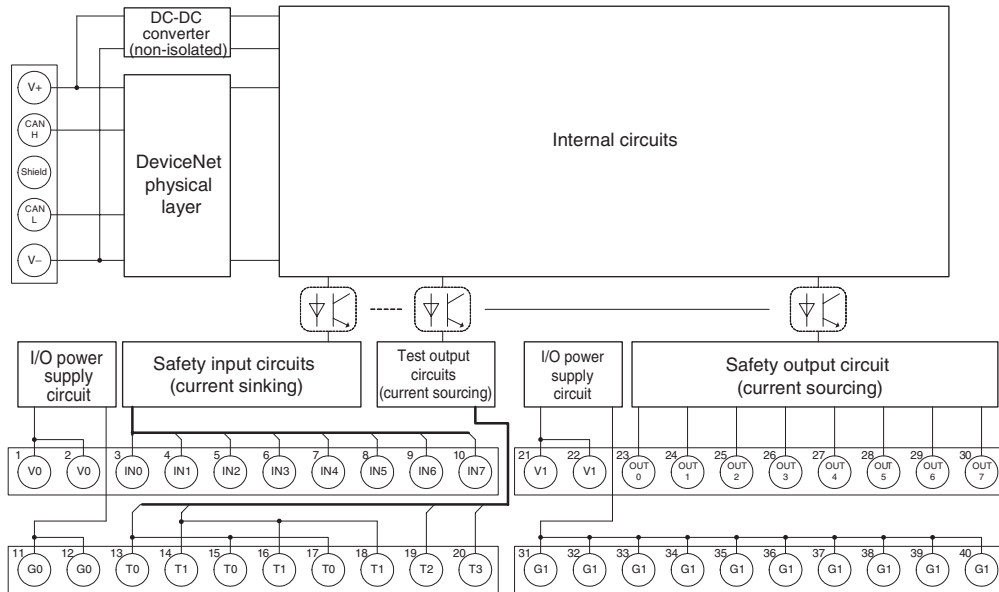 DC-DC
converter
(non-isolated)
Internal circuits
V+
CAN
H
Shield
CAN
L
V−
DeviceNet
physical
layer
I/O power
supply
circuit
Safety input circuits
(current sinking)
Test output
circuits
(current sourcing)
I/O power
supply
circuit
Safety output circuit
(current sourcing)
1 2 3 4 5 6 7 8 9 10
V0 V0 IN0 IN1 IN2 IN3 IN4 IN5 IN6 IN7
21 22 23 24 25 26 27 28 29 30
V1 V1 OUT OUT OUT OUT OUT OUT OUT OUT
0 1 2 3 4 5 6 7
11 12 13 14 15 16 17 18 19 20
G0 G0 T0 T1 T0 T1 T0 T1 T2 T3
31 32 33 34 35 36 37 38 39 40
G1 G1 G1 G1 G1 G1 G1 G1 G1 G1